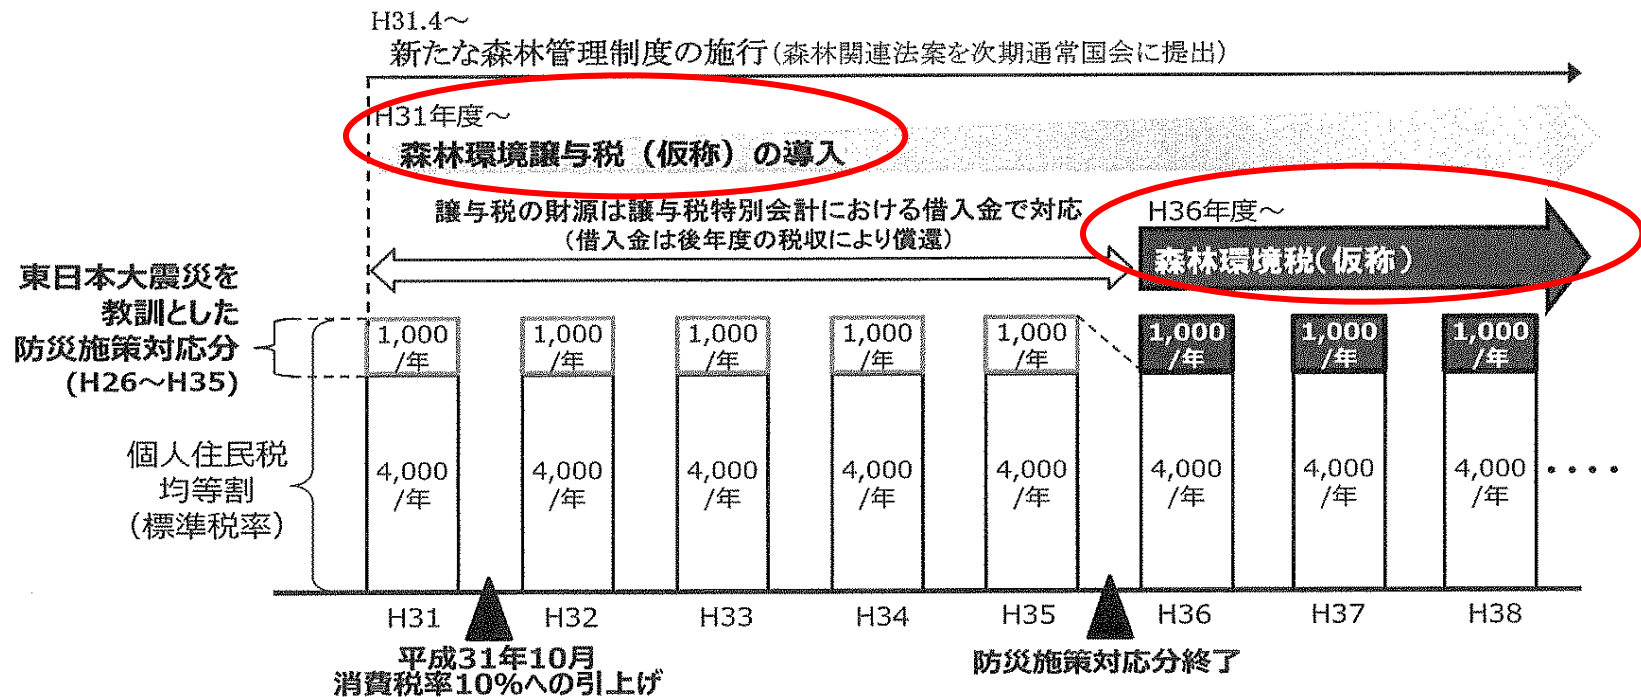 H31.4～
新たな森林管理制度の施行(森林関連法案を次期通常国会に提出)
H31年度～
森林環境譲与税（仮称）の導入
譲与税の財源は譲与税特別会計における借入金で対応
(借入金は後年度の税収により償還)
H36年度～
森林環境税(仮称)
東日本大震災を
教訓とした
防災施策対応分
(H26～H35)
1,000
/年
1,000
/年
1,000
/年
1,000
/年
1,000
/年
1,000
/年
1,000
/年
1,000
/年
個人住民税
均等割
（標準税率）
4,000
/年
4,000
/年
4,000
/年
4,000
/年
4,000
/年
4,000
/年
4,000
/年
4,000
/年
・・・・
H31
H32
H33
H34
H35
H36
H37
H38
平成31年10月
消費税率10%への引上げ
防災施策対応分終了